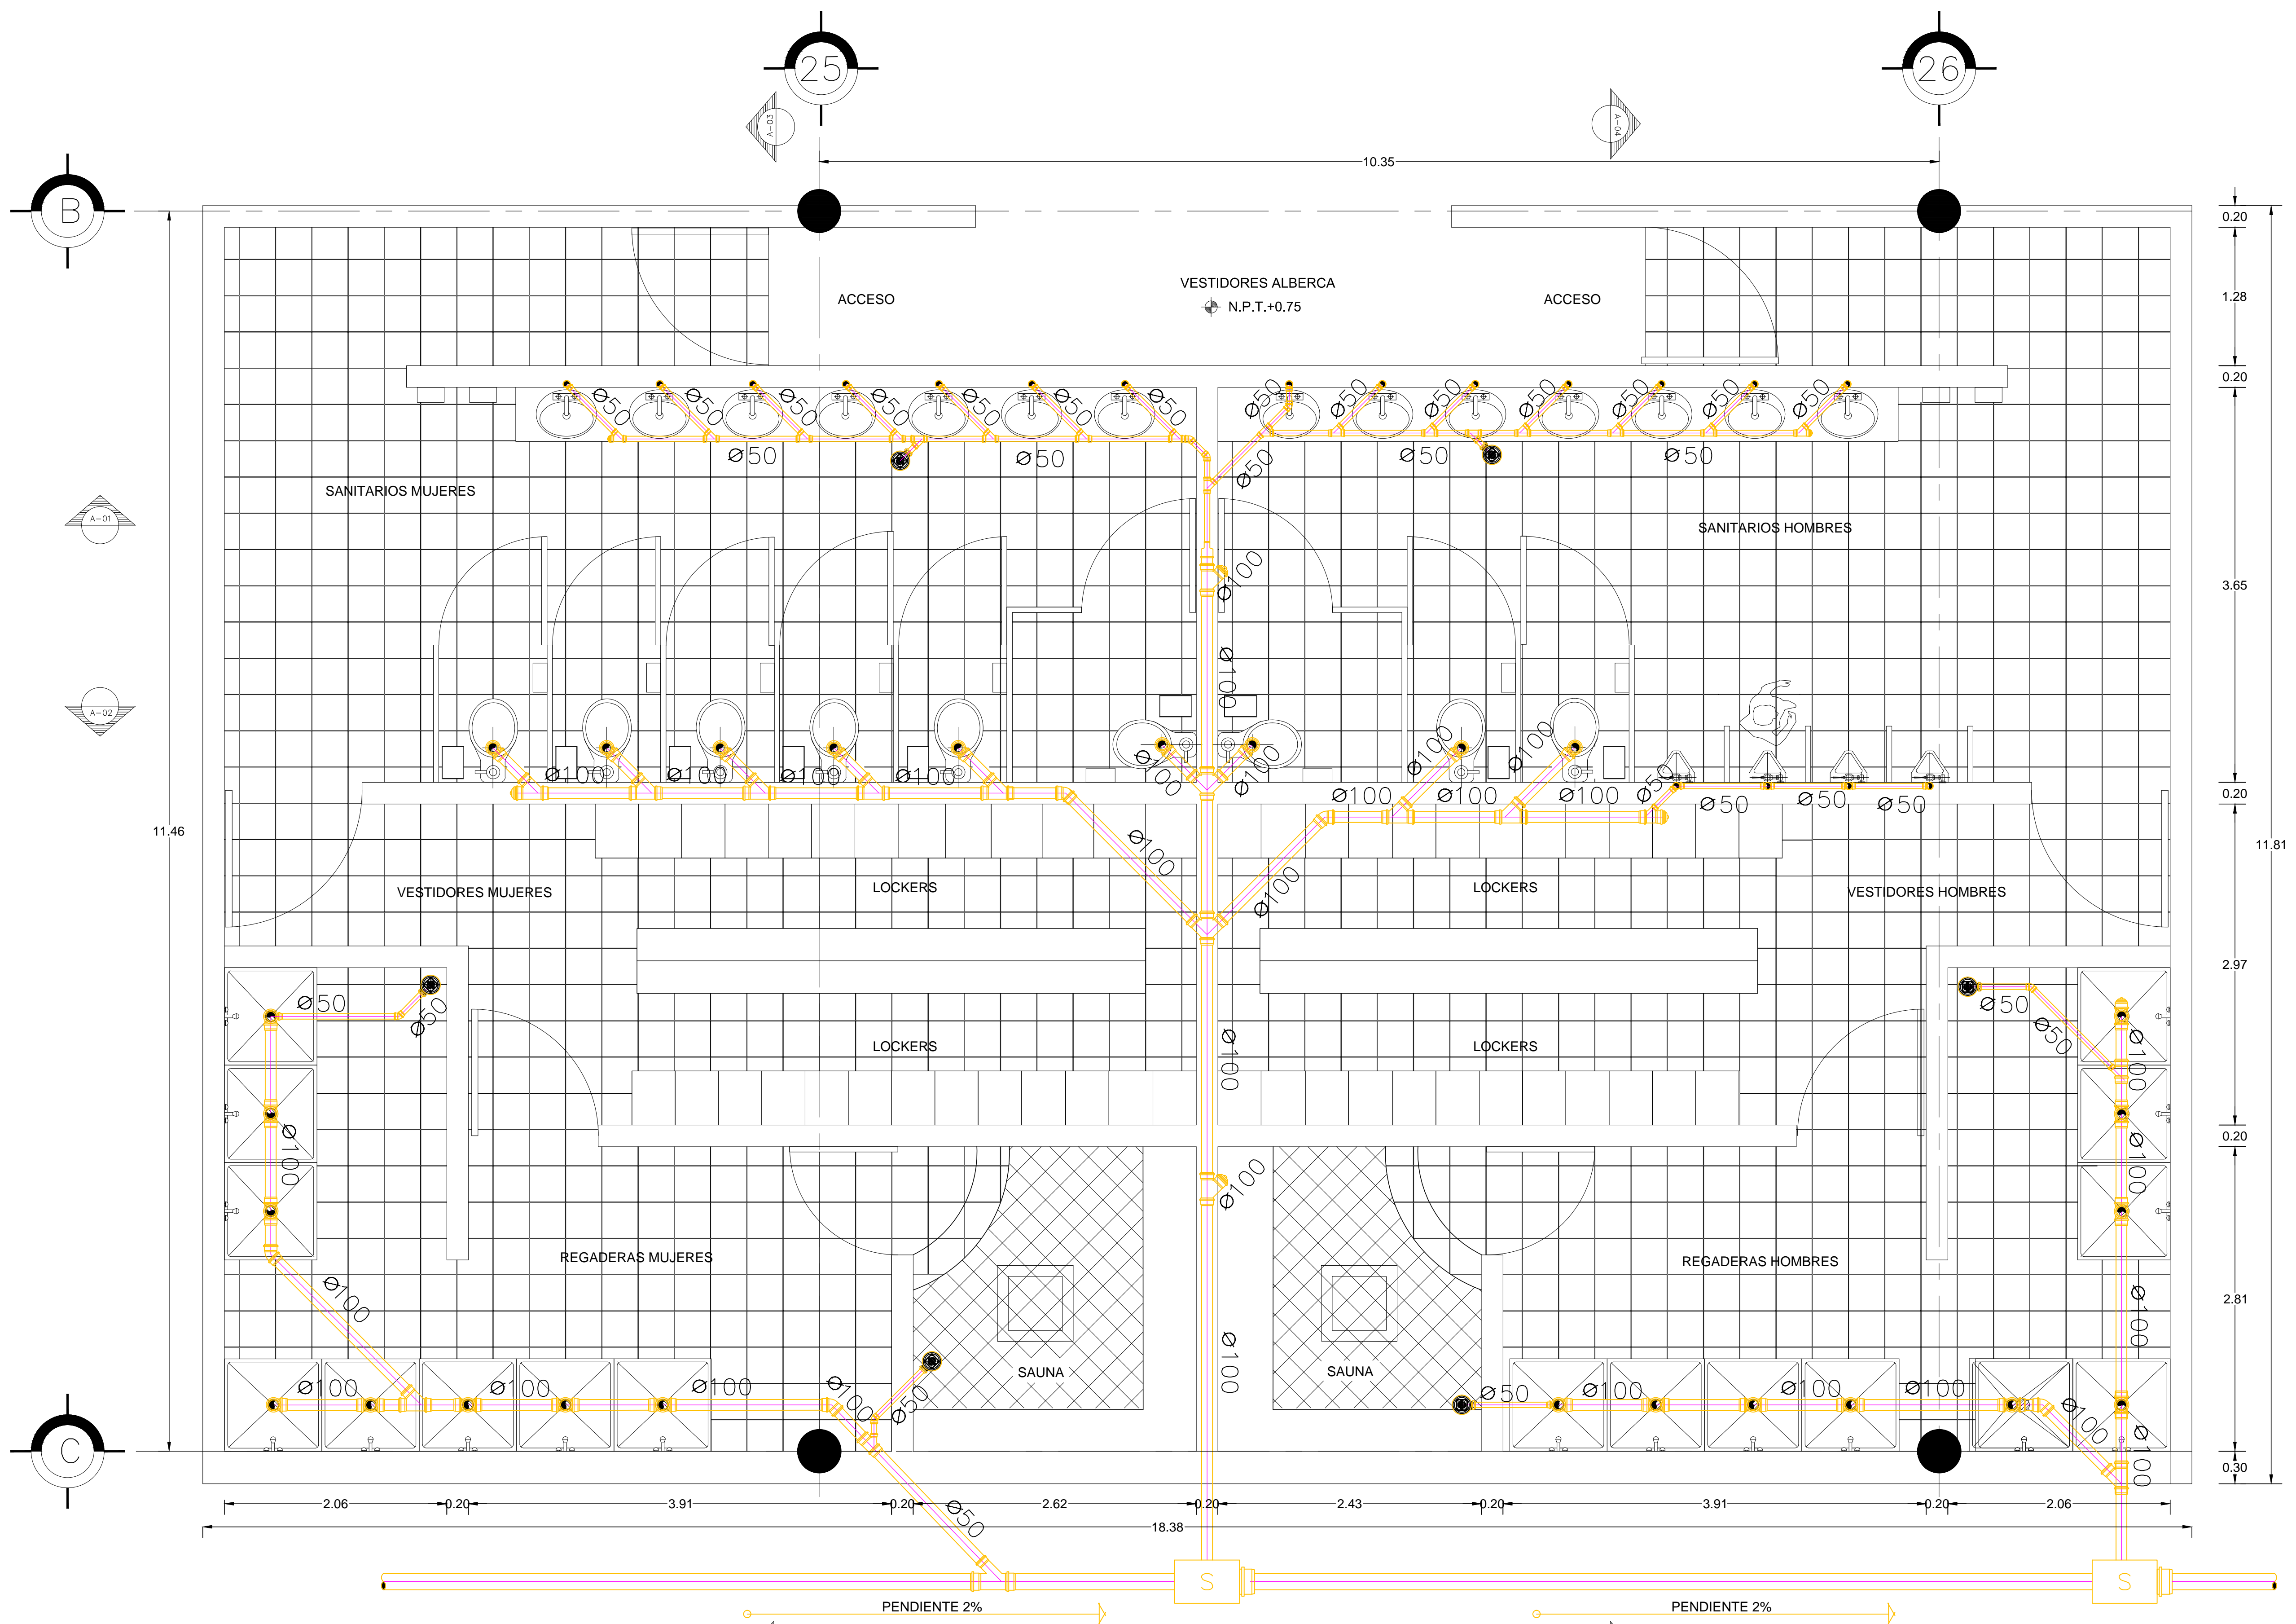 25
26
A-03
A-04
10.35
B
0.20
VESTIDORES ALBERCA
ACCESO
N.P.T.+0.75
ACCESO
1.28
0.20
Ø50 Ø50 Ø50 Ø50 Ø50 Ø50 Ø50
Ø50 Ø50 Ø50 Ø50 Ø50 Ø50 Ø50
Ø50 Ø50 Ø50 Ø50 Ø50
SANITARIOS MUJERES
A-01
SANITARIOS HOMBRES
Ø100
3.65
Ø100
A-02
Ø100 Ø100 Ø100 Ø100 Ø100 Ø100 Ø100 Ø100
Ø100 Ø100 Ø100 Ø50 Ø50 Ø50 Ø50
0.20
11.46
11.81
Ø100
Ø100
VESTIDORES MUJERES
LOCKERS
LOCKERS
VESTIDORES HOMBRES
2.97
Ø50
Ø50
Ø50
Ø50
LOCKERS
LOCKERS
Ø100
Ø100
0.20
Ø100
Ø100
Ø100
REGADERAS MUJERES
REGADERAS HOMBRES
Ø100
Ø100
2.81
Ø100
SAUNA
SAUNA
Ø100 Ø100 Ø100 Ø100 Ø50
Ø50 Ø100 Ø100 Ø100 Ø100 Ø100
C
0.30
2.06 0.20 3.91 0.20 2.62 0.20 2.43 0.20 3.91 0.20 2.06
Ø50
18.38
S
S
PENDIENTE 2%
PENDIENTE 2%